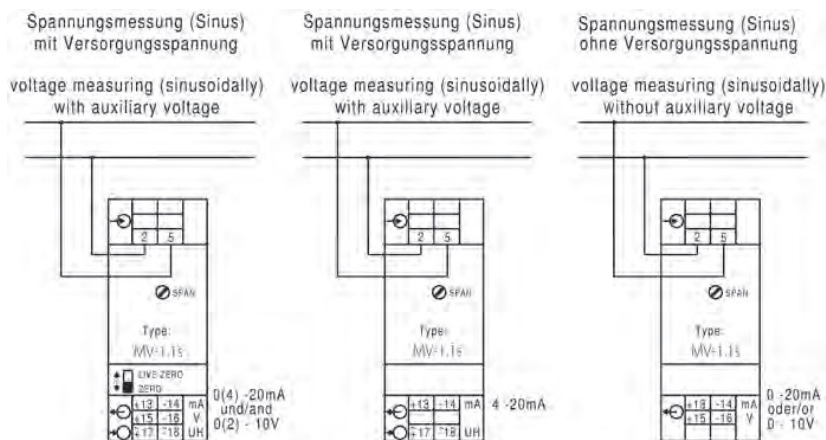 Spannungsmessung (Sinus)
mit Versorgungsspannung
voltage measuring (sinusoidally)
with auxiliary voltage
2 5
SPAN
Type:
MV-1.1s
LIVE-ZERO
ZERO
+13 -14 mA
+15 -16 V
+17 -18 UH
0(4) -20mA
und/and
0(2) - 10V
Spannungsmessung (Sinus)
mit Versorgungsspannung
voltage measuring (sinusoidally)
with auxiliary voltage
2 5
SPAN
Type:
MV-1.1s
+13 -14 mA
+17 -18 UH
4 -20mA
Spannungsmessung (Sinus)
ohne Versorgungsspannung
voltage measuring (sinusoidally)
without auxiliary voltage
2 5
SPAN
Type:
MV-1.1s
+13 -14 mA
+15 -16 V
0 -20mA
oder/or
0 - 10V